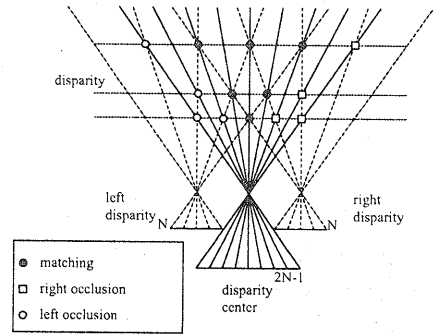 disparity
left
disparity
N
right
disparity
N
2N-1
disparity
center
matching
right occlusion
left occlusion